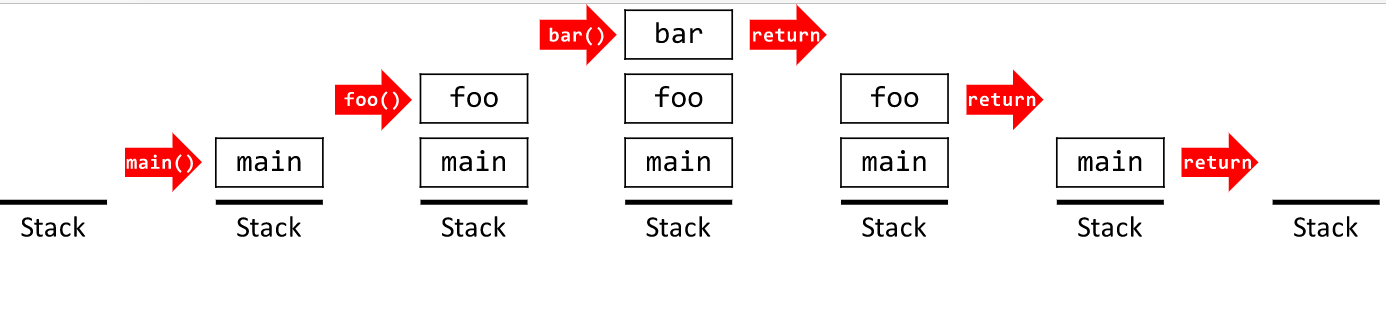 bar()
bar
return
foo()
foo
foo
foo
return
main()
main
main
main
main
main
return
Stack
Stack
Stack
Stack
Stack
Stack
Stack